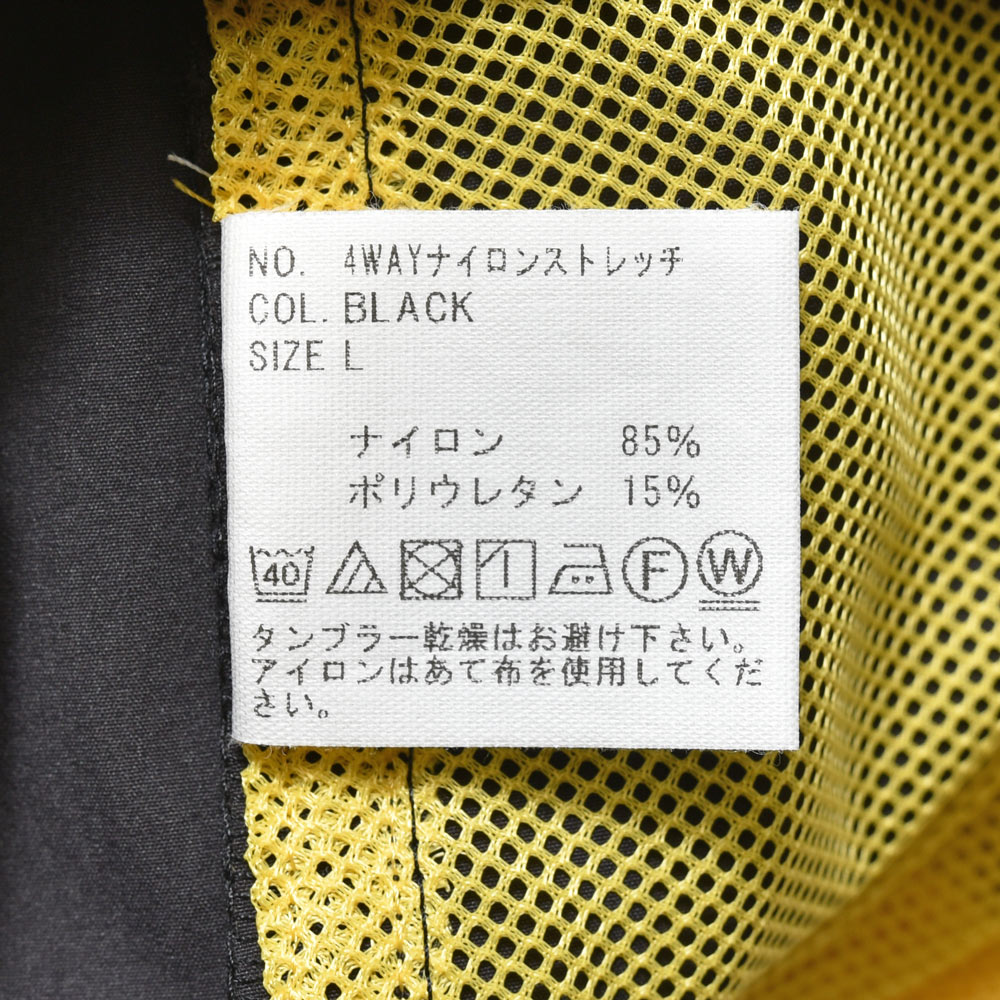 NO. 4WAYナイロンストレッチ
COL. BLACK
SIZE L
ナイロン 85%
ポリウレタン 15%
40 F W
タンブラー乾燥はお避け下さい。
アイロンはあて布を使用してくだ
さい。